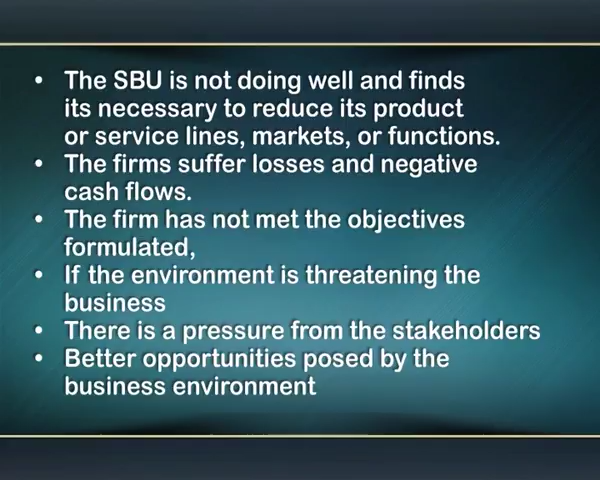 • The SBU is not doing well and finds
its necessary to reduce its product
or service lines, markets, or functions.
• The firms suffer losses and negative
cash flows.
• The firm has not met the objectives
formulated,
• If the environment is threatening the
business
• There is a pressure from the stakeholders
• Better opportunities posed by the
business environment